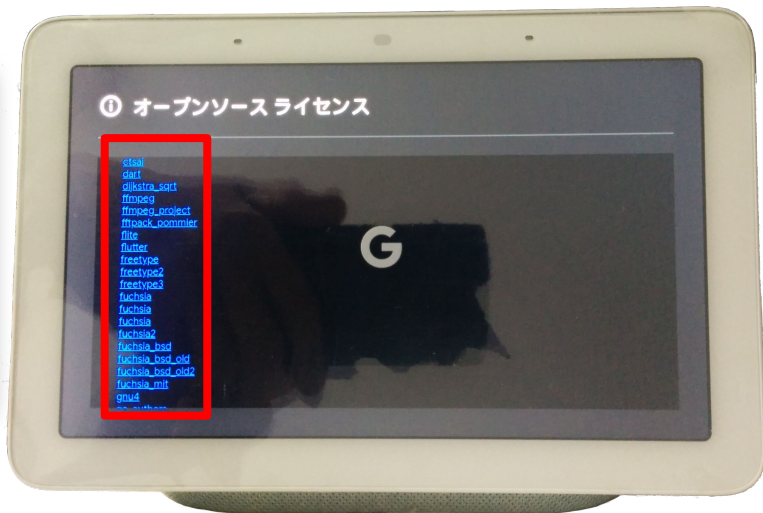 オープンソース ライセンス
ctsai
dart
dijkstra_sqrt
ffmpeg
ffmpeg_project
fftpack_pommier
flite
flutter
freetype
freetype2
freetype3
fuchsia
fuchsia
fuchsia
fuchsia2
fuchsia_bsd
fuchsia_bsd_old
fuchsia_bsd_old2
fuchsia_mit
gnu4
G